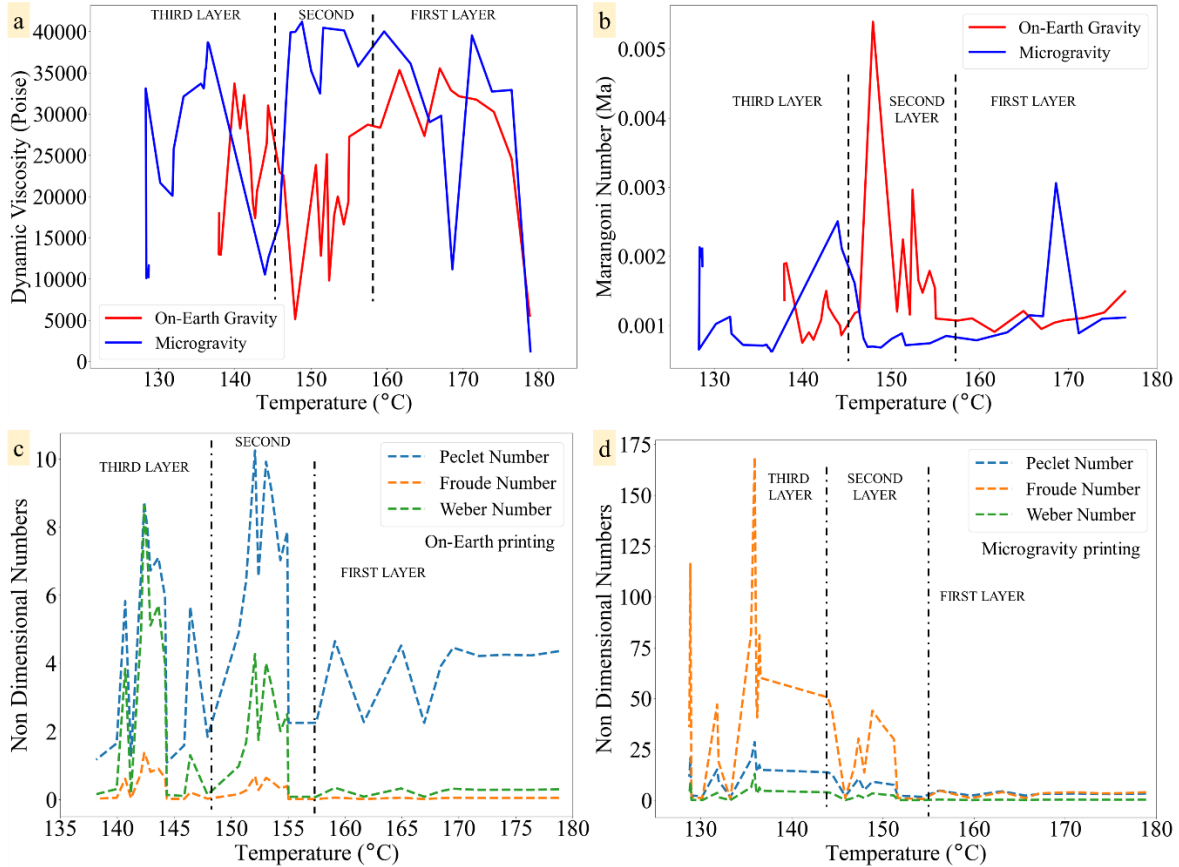 a
THIRD LAYER
SECOND
FIRST LAYER
40000
35000
30000
25000
20000
15000
10000
5000
0
Dynamic Viscosity (Poise)
On-Earth Gravity
Microgravity
130 140 150 160 170 180
Temperature (°C)
b
On-Earth Gravity
Microgravity
0.005
0.004
0.003
0.002
0.001
Marangoni Number (Ma)
THIRD LAYER
SECOND
LAYER
FIRST LAYER
130 140 150 160 170 180
Temperature (°C)
c
THIRD LAYER
SECOND
Peclet Number
Froude Number
Weber Number
On-Earth printing
FIRST LAYER
10
8
6
4
2
0
Non Dimensional Numbers
135 140 145 150 155 160 165 170 175 180
Temperature (°C)
d
175
150
125
100
75
50
25
0
Non Dimensional Numbers
THIRD
LAYER
SECOND
LAYER
Peclet Number
Froude Number
Weber Number
Microgravity printing
FIRST LAYER
130 140 150 160 170 180
Temperature (°C)